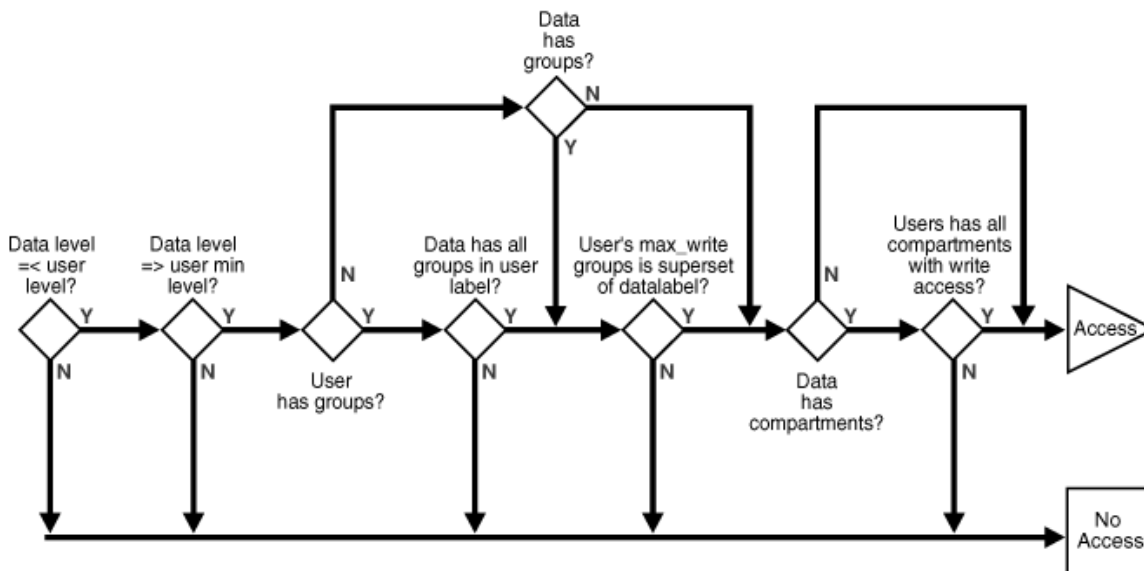 Data
has
groups?
N
Y
Data level
=< user
level?
Data level
=> user min
level?
Data has all
groups in user
label?
User's max_write
groups is superset
of datalabel?
Users has all
compartments
with write
access?
N
N
Y
Y
Y
Y
Y
Y
Y
Access
N
N
User
has groups?
N
N
Data
has
compartments?
N
No
Access